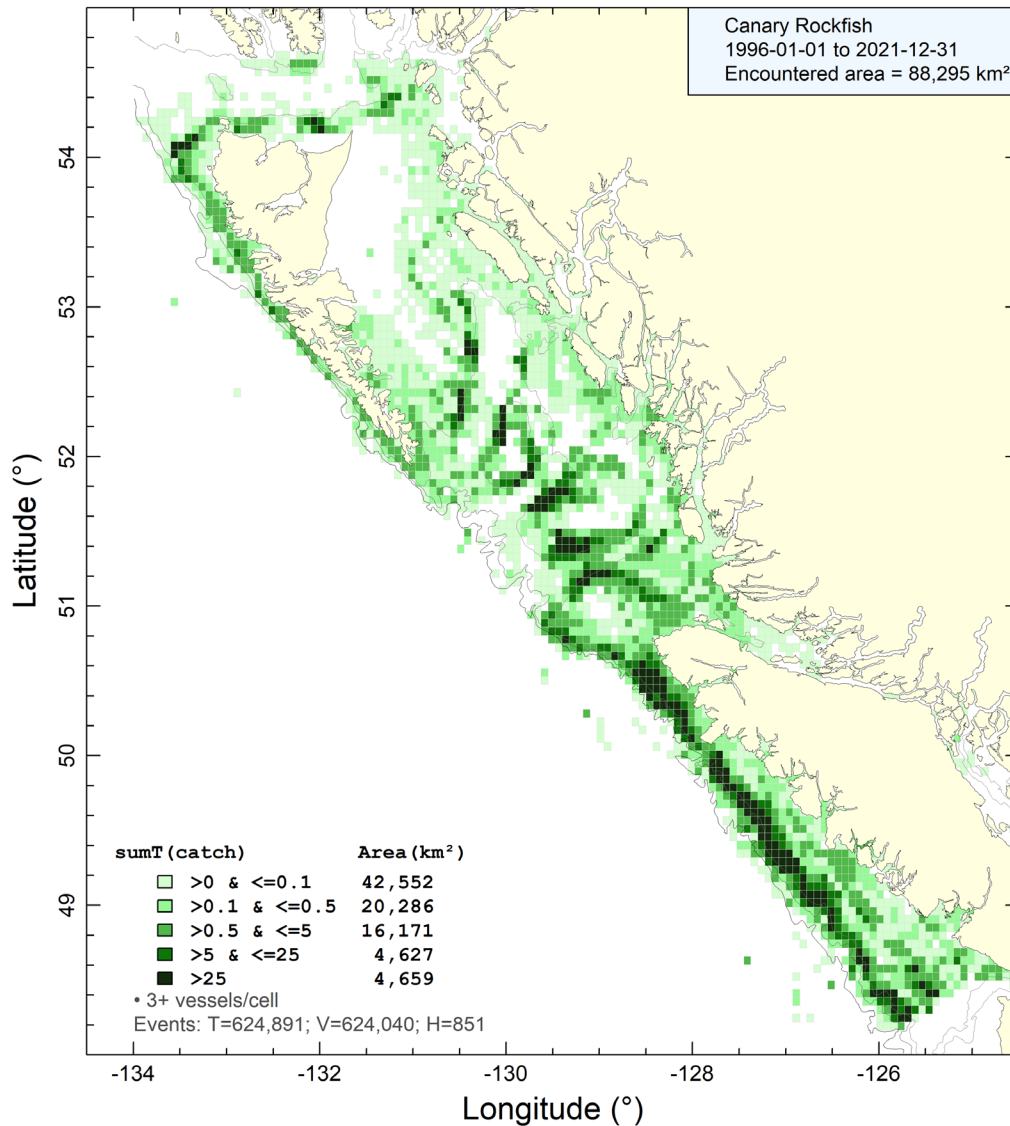 Canary Rockfish
1996-01-01 to 2021-12-31
Encountered area = 88,295 km²
54
53
52
51
50
49
Latitude (°)
sumT(catch) Area(km²)
>0 & <=0.1 42,552
>0.1 & <=0.5 20,286
>0.5 & <=5 16,171
>5 & <=25 4,627
>25 4,659
• 3+ vessels/cell
Events: T=624,891; V=624,040; H=851
-134 -132 -130 -128 -126
Longitude (°)